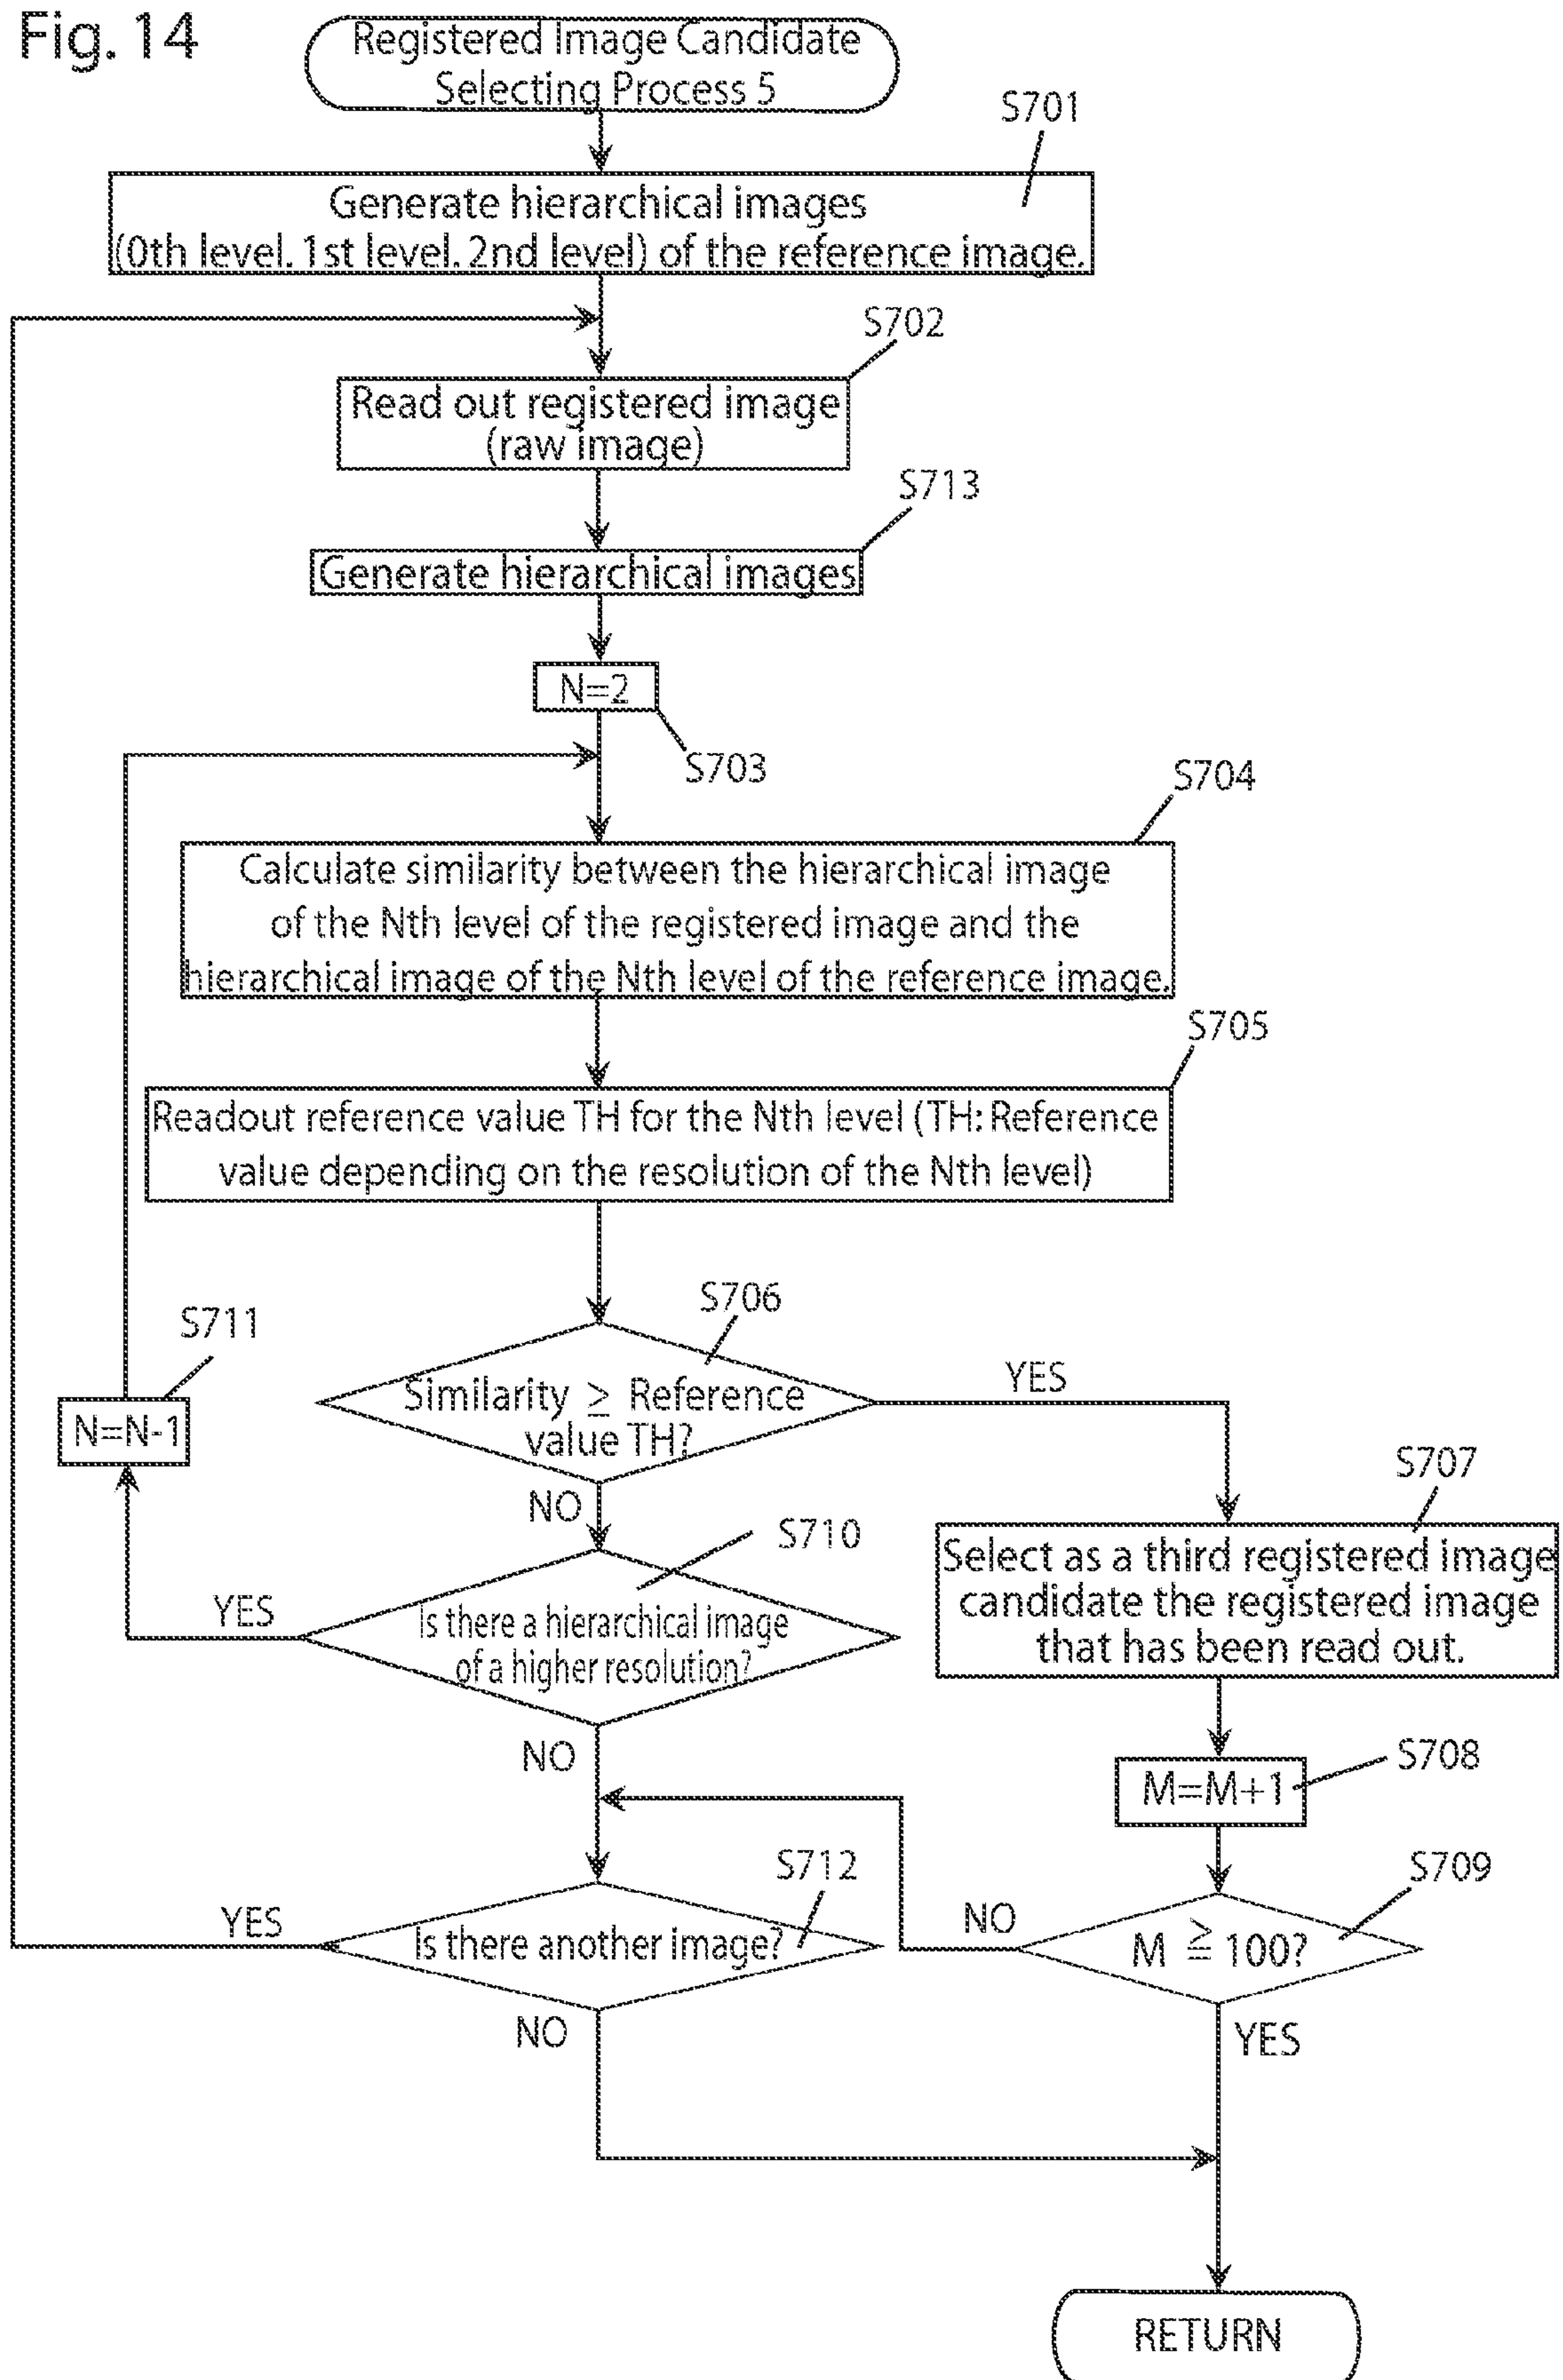 Fig. 14
Registered Image Candidate
Selecting Process 5
S701
Generate hierarchical images
(0th level. 1st level. 2nd level) of the reference image.
S702
Read out registered image
(raw image)
S713
Generate hierarchical images
N=2
S703
S704
Calculate similarity between the hierarchical image
of the Nth level of the registered image and the
hierarchical image of the Nth level of the reference image.
S705
Readout reference value TH for the Nth level (TH: Reference
value depending on the resolution of the Nth level)
S706
S711
Similarity ≥ Reference
value TH?
YES
N=N-1
NO
S707
Select as a third registered image
candidate the registered image
that has been read out.
S710
YES
Is there a hierarchical image
of a higher resolution?
NO
S708
M=M+1
S712
S709
YES
Is there another image?
NO
M ≧ 100?
NO
YES
RETURN